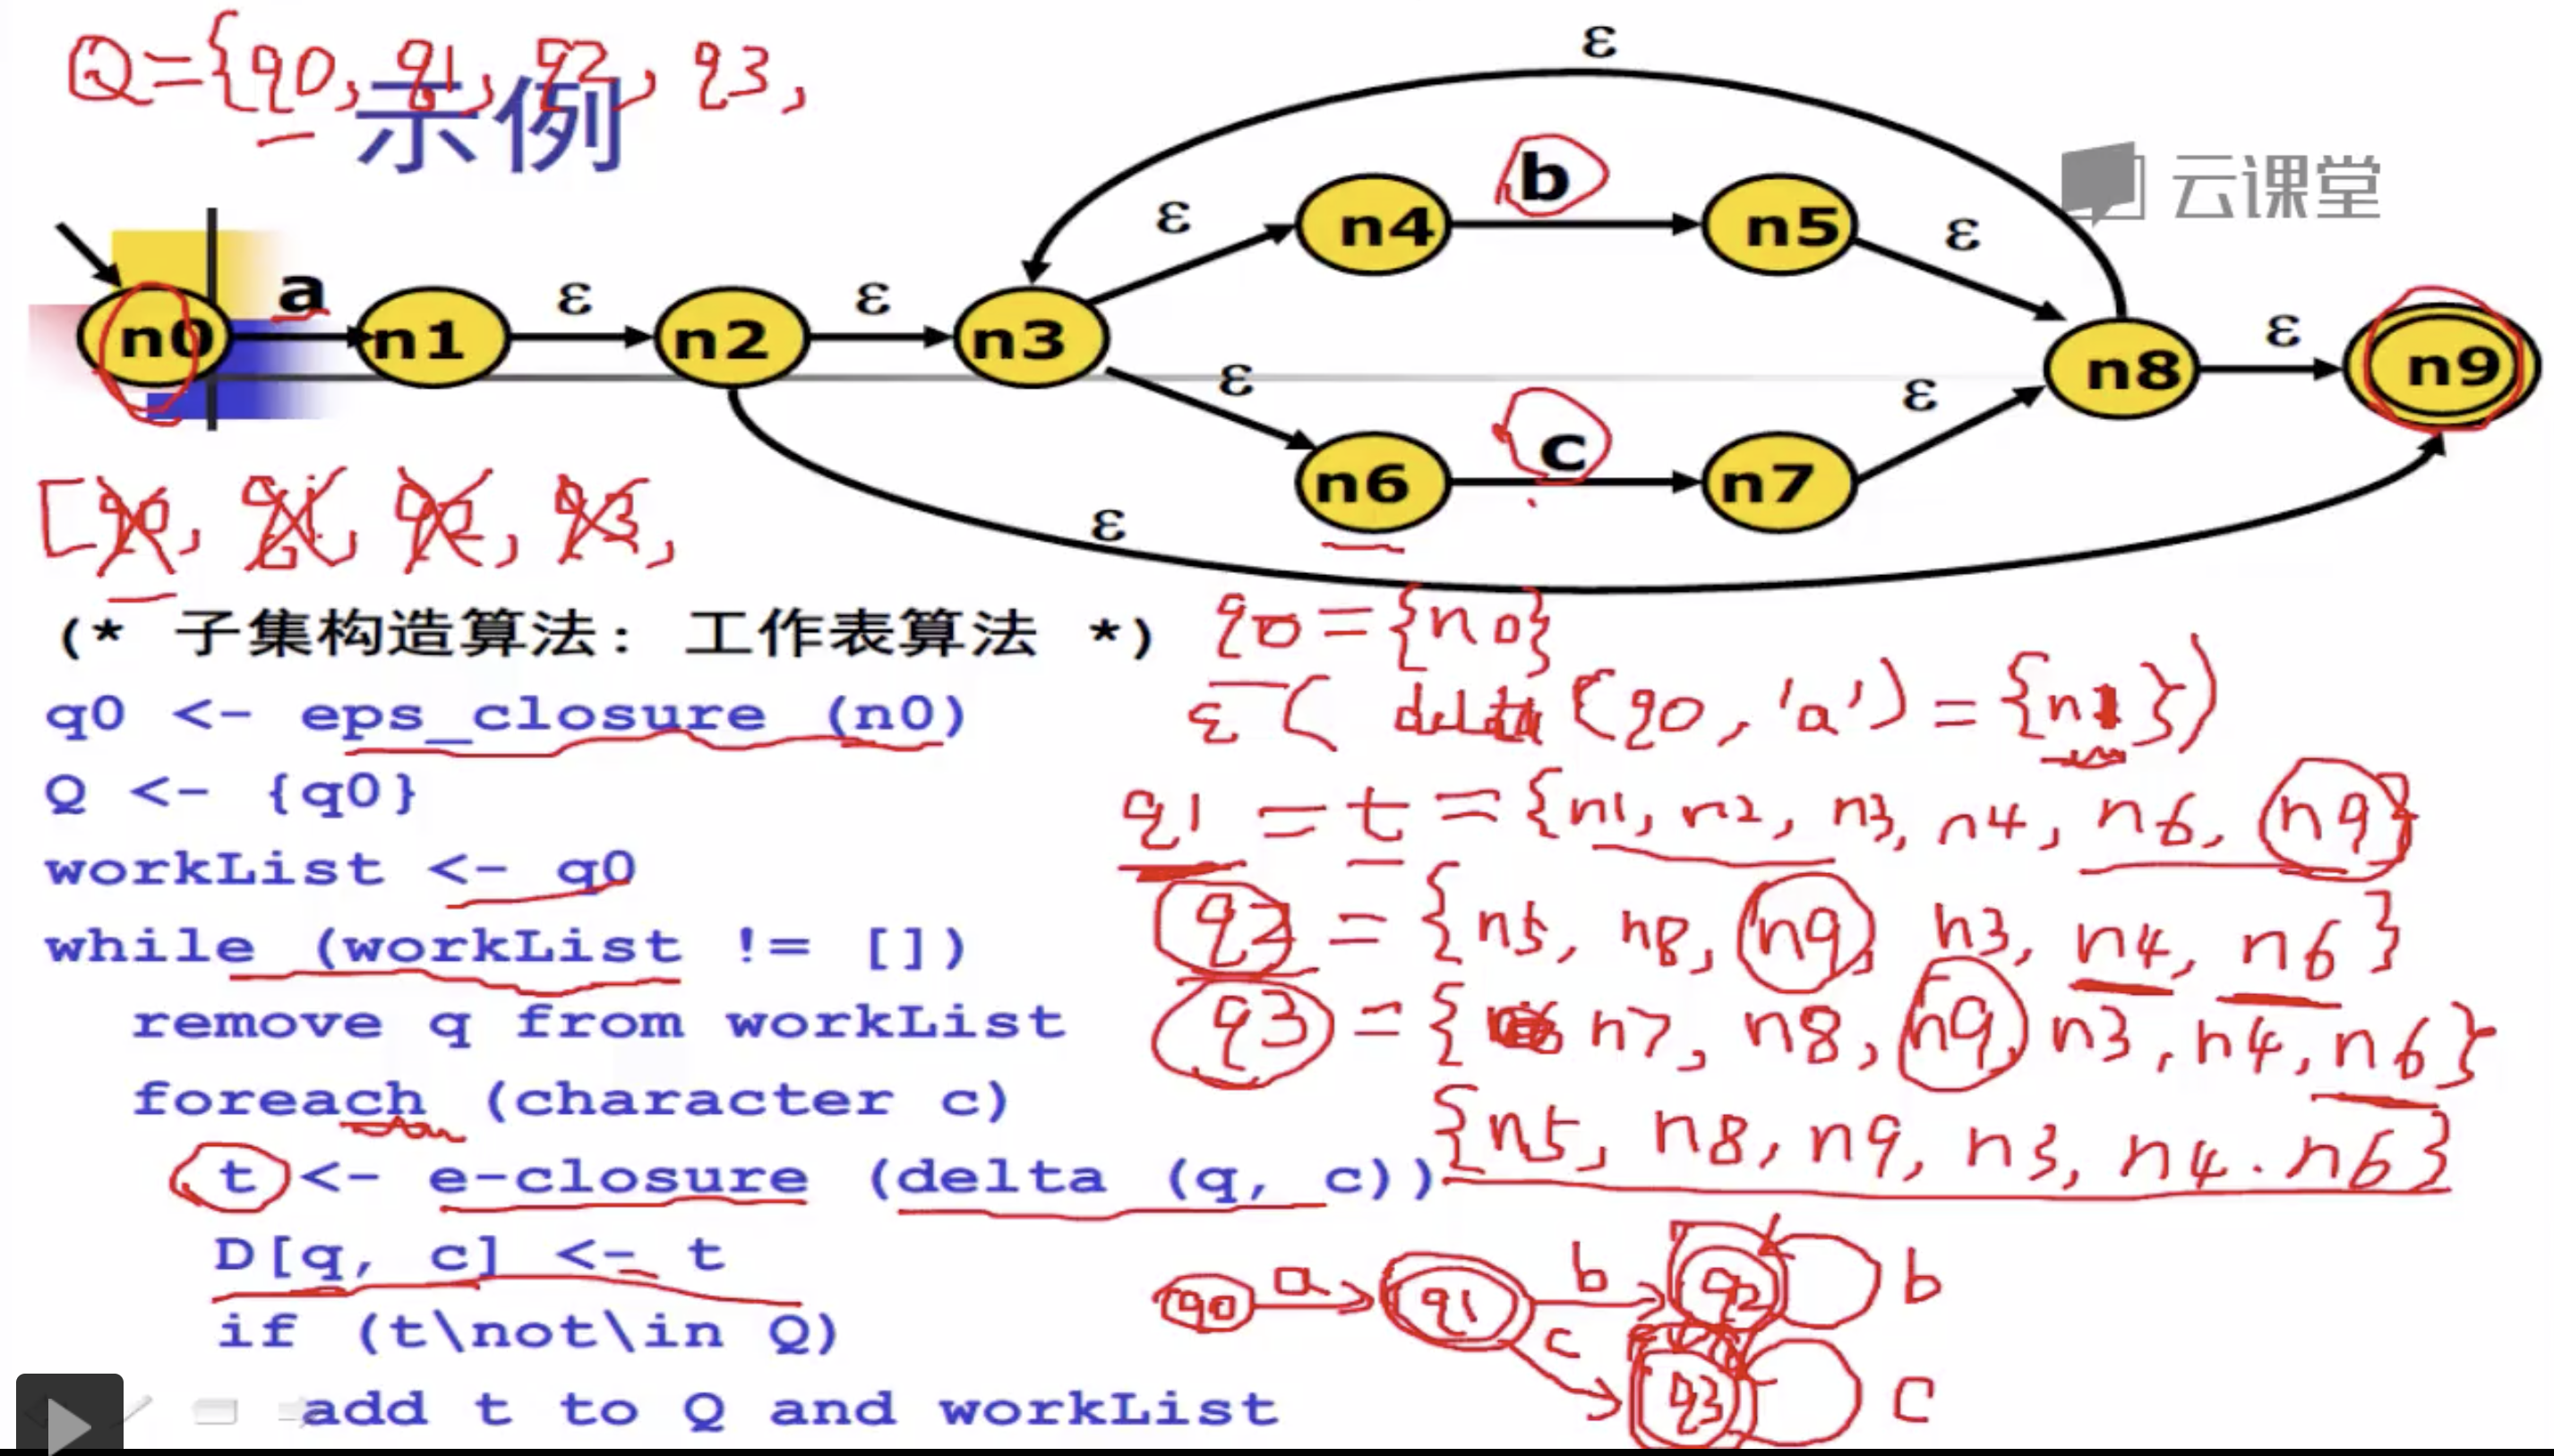 Q={q0, q1, q2, q3,
示例
云课堂
ε
ε b ε
n4 n5
a ε ε ε
n0 n1 n2 n3 n8 n9
ε c ε
n6 n7
ε
[q0, q1, q2, q3,
(* 子集构造算法: 工作表算法 *)
q0 <- eps_closure (n0)
Q <- {q0}
workList <- q0
while (workList != [])
remove q from workList
foreach (character c)
t <- e-closure (delta (q, c))
D[q, c] <- t
if (t\not\in Q)
add t to Q and workList
q0 = {n0}
ε-( delta (q0, 'a') = {n1})
q1 = t = {n1, n2, n3, n4, n6, n9}
q2 = {n5, n8, n9, n3, n4, n6}
q3 = { n7, n8, n9, n3, n4, n6}
{n5, n8, n9, n3, n4. n6}
q0 a q1 b q2 b
c q3 c